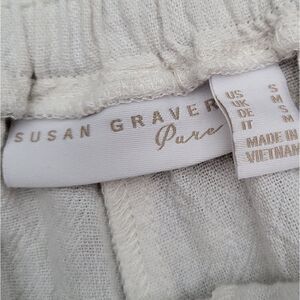 SUSAN GRAVER
Pure
US S
UK M
DE S
IT M
MADE IN
VIETNAM